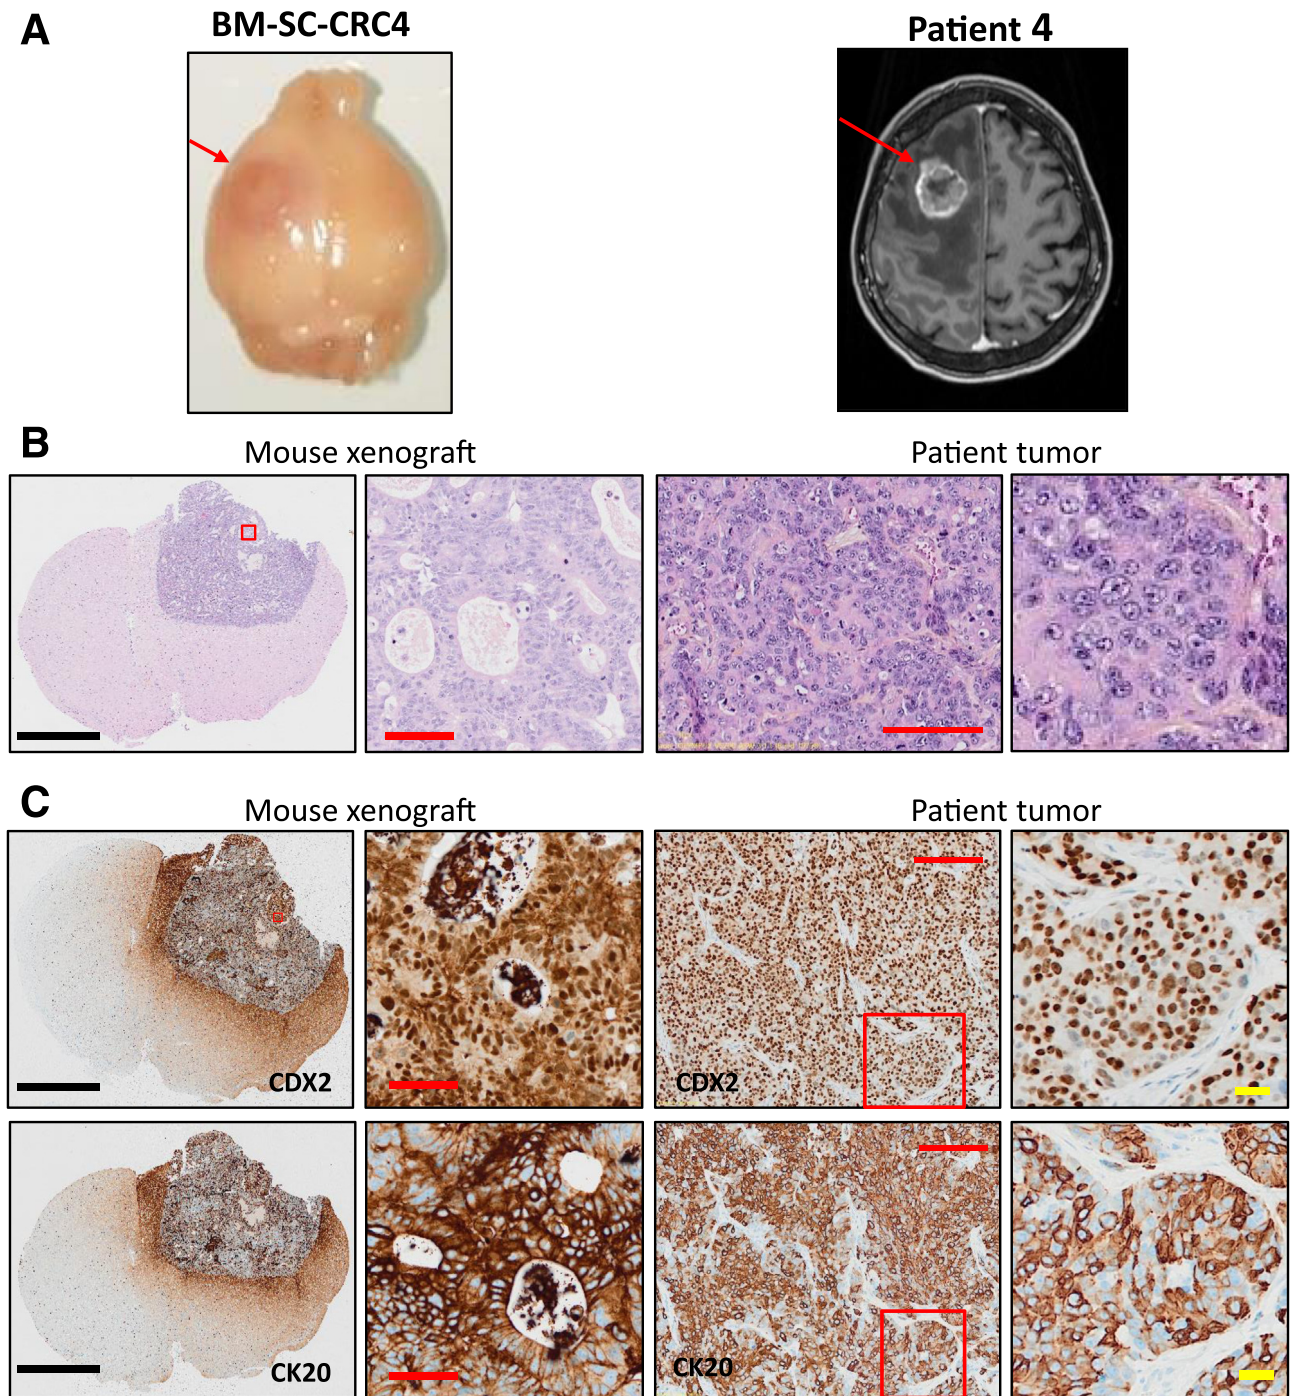 A
BM-SC-CRC4
Patient 4
B
Mouse xenograft
Patient tumor
C
Mouse xenograft
Patient tumor
CDX2
CDX2
CK20
CK20